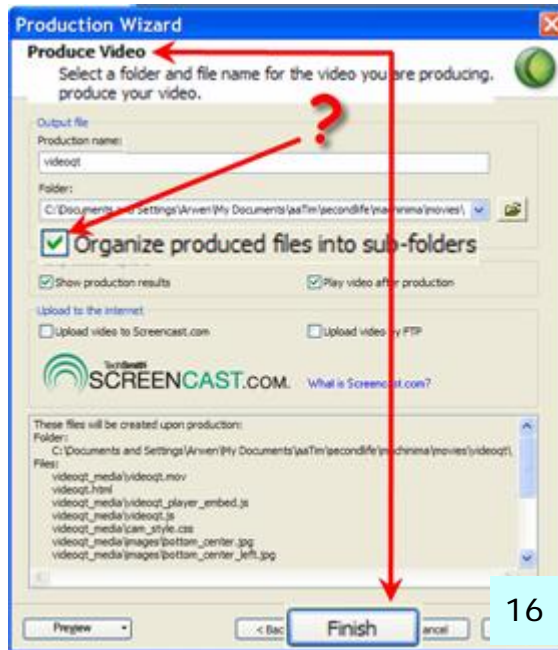 Production Wizard
Produce Video
Select a folder and file name for the video you are producing.
produce your video.
?
Output file
Production name:
videoqt
Folder:
C:\Documents and Settings\Arwen\My Documents\aaTim\secondlife\machinima\movies\
Organize produced files into sub-folders
Show production results Play video after production
Upload to the internet
Upload video to Screencast.com Upload video by FTP
TechSmith
SCREENCAST.COM. What is Screencast.com?
These files will be created upon production:
Folder:
C:\Documents and Settings\Arwen\My Documents\aaTim\secondlife\machinima\movies\videoqt\
Files:
videoqt_media\videoqt.mov
videoqt.html
videoqt_media\videoqt_player_embed.js
videoqt_media\videoqt.js
videoqt_media\cam_style.css
videoqt_media\images\bottom_center.jpg
videoqt_media\images\bottom_center_left.jpg
Preview < Bac Finish ancel
16